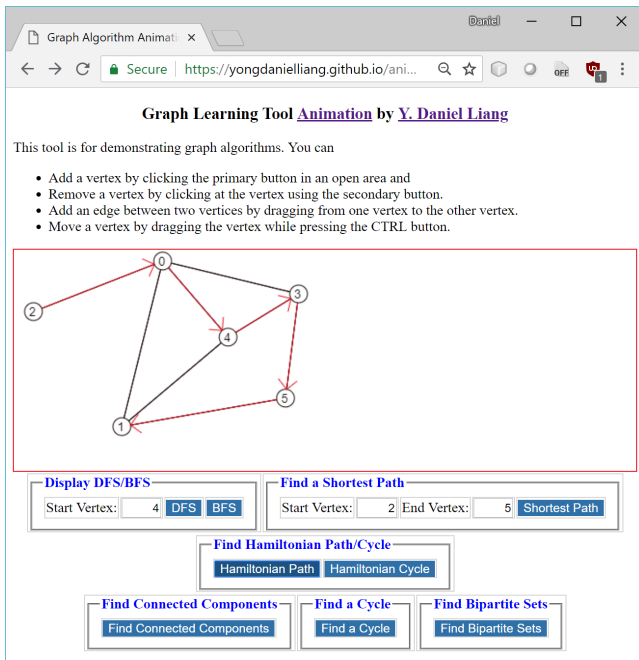 Daniel
Graph Algorithm Animati
Secure https://yongdanielliang.github.io/ani...
OFF
1
Graph Learning Tool Animation by Y. Daniel Liang
This tool is for demonstrating graph algorithms. You can
• Add a vertex by clicking the primary button in an open area and
• Remove a vertex by clicking at the vertex using the secondary button.
• Add an edge between two vertices by dragging from one vertex to the other vertex.
• Move a vertex by dragging the vertex while pressing the CTRL button.
0
3
2
4
5
1
Display DFS/BFS
Start Vertex: 4 DFS BFS
Find a Shortest Path
Start Vertex: 2 End Vertex: 5 Shortest Path
Find Hamiltonian Path/Cycle
Hamiltonian Path Hamiltonian Cycle
Find Connected Components
Find Connected Components
Find a Cycle
Find a Cycle
Find Bipartite Sets
Find Bipartite Sets